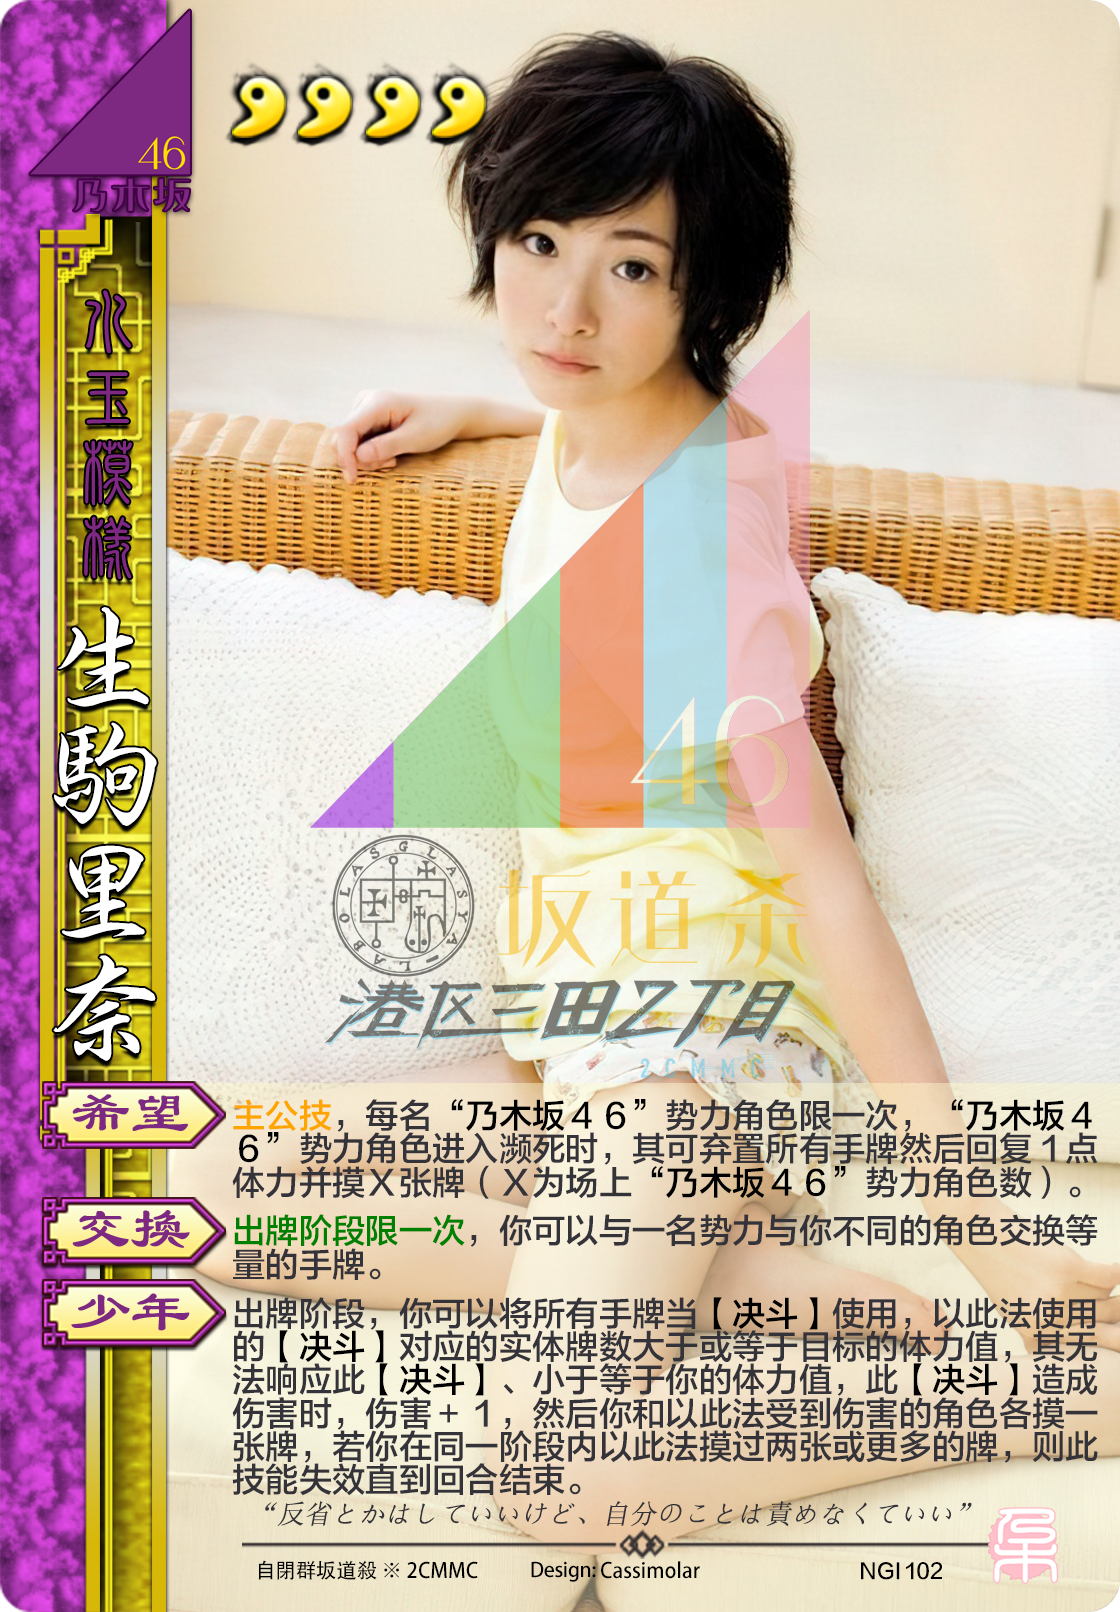 46
乃木坂
水玉模様
生駒里奈
46
GLASYA-LABOLAS
坂道杀
港区三田2丁目
2CMMC
希望
主公技，每名“乃木坂４６”势力角色限一次，“乃木坂４
６”势力角色进入濒死时，其可弃置所有手牌然后回复１点
体力并摸Ｘ张牌（Ｘ为场上“乃木坂４６”势力角色数）。
交換
出牌阶段限一次，你可以与一名势力与你不同的角色交换等
量的手牌。
少年
出牌阶段，你可以将所有手牌当【决斗】使用，以此法使用
的【决斗】对应的实体牌数大于或等于目标的体力值，其无
法响应此【决斗】、小于等于你的体力值，此【决斗】造成
伤害时，伤害＋１，然后你和以此法受到伤害的角色各摸一
张牌，若你在同一阶段内以此法摸过两张或更多的牌，则此
技能失效直到回合结束。
“反省とかはしていいけど、自分のことは責めなくていい”
自閉群坂道殺 ※ 2CMMC Design: Cassimolar NGI102